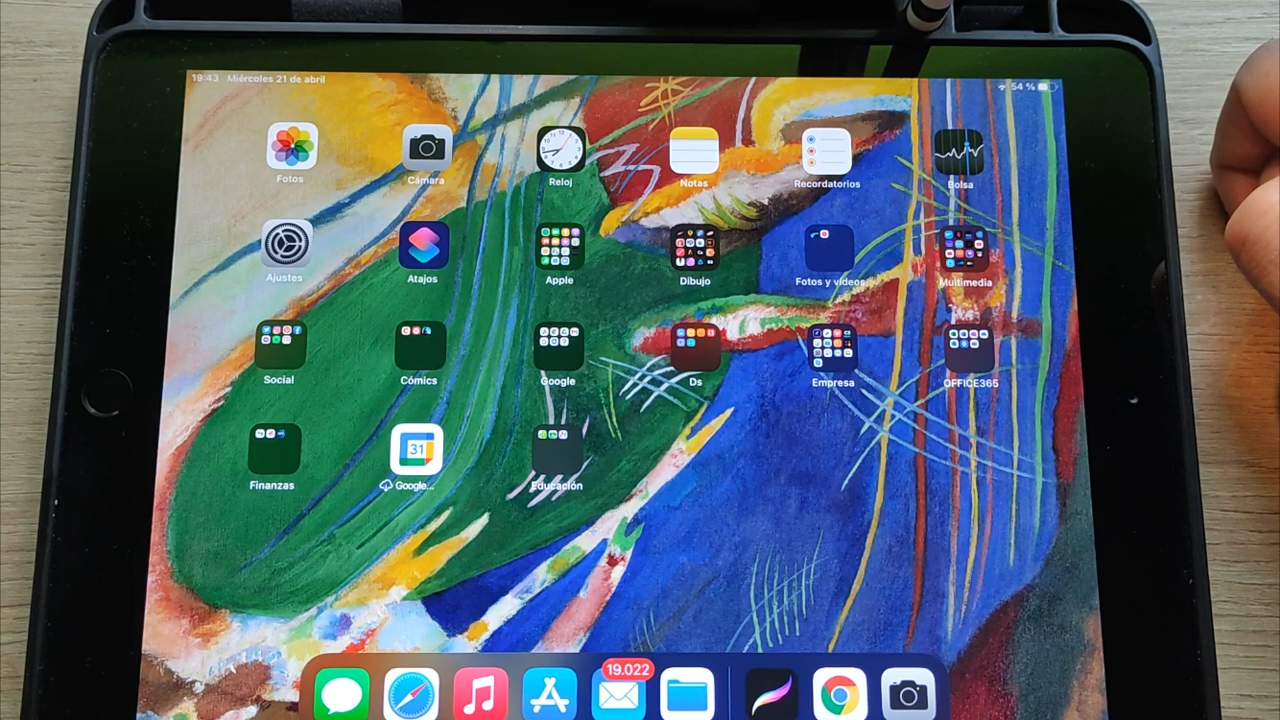 19:43 Miércoles 21 de abril
54 %
Fotos
Cámara
Reloj
Notas
Recordatorios
Bolsa
Ajustes
Atajos
Apple
Dibujo
Fotos y vídeos
Multimedia
Social
Cómics
Google
Ds
Empresa
OFFICE365
Finanzas
31
Google...
Educación
19.022